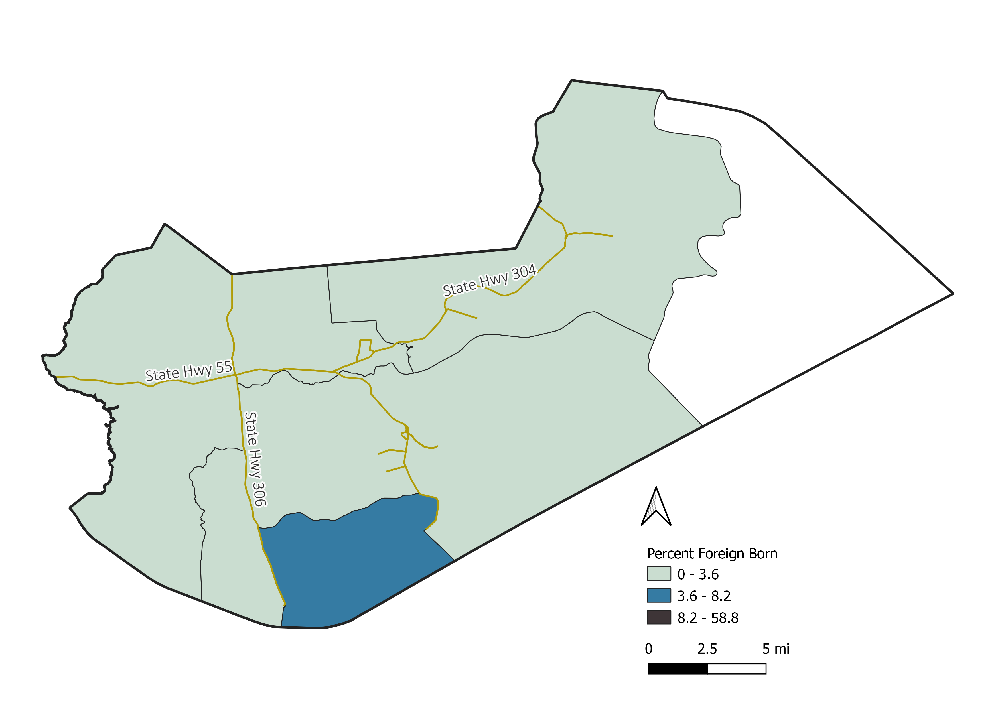 State Hwy 304
State Hwy 55
State Hwy 306
Percent Foreign Born
0 - 3.6
3.6 - 8.2
8.2 - 58.8
0 2.5 5 mi